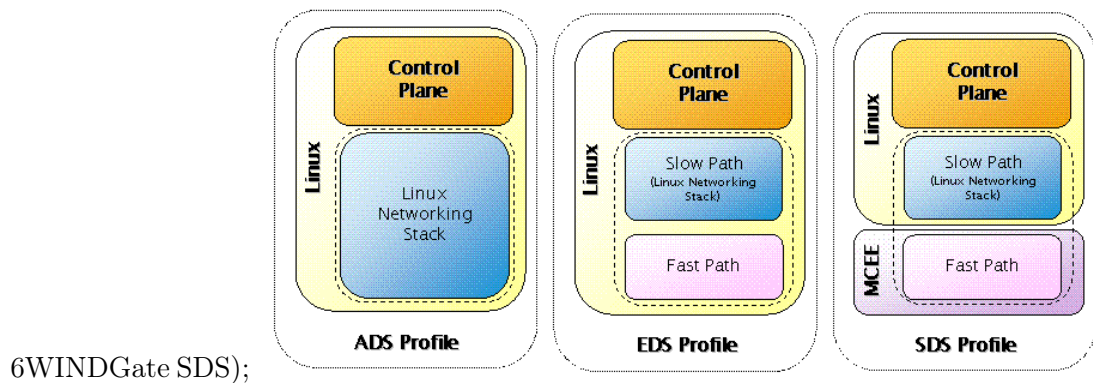 Control
Plane
Linux
Linux
Networking
Stack
ADS Profile
Control
Plane
Linux
Slow Path
(Linux Networking
Stack)
Fast Path
EDS Profile
Control
Plane
Linux
Slow Path
(Linux Networking
Stack)
MCEE
Fast Path
SDS Profile
6WINDGate SDS);